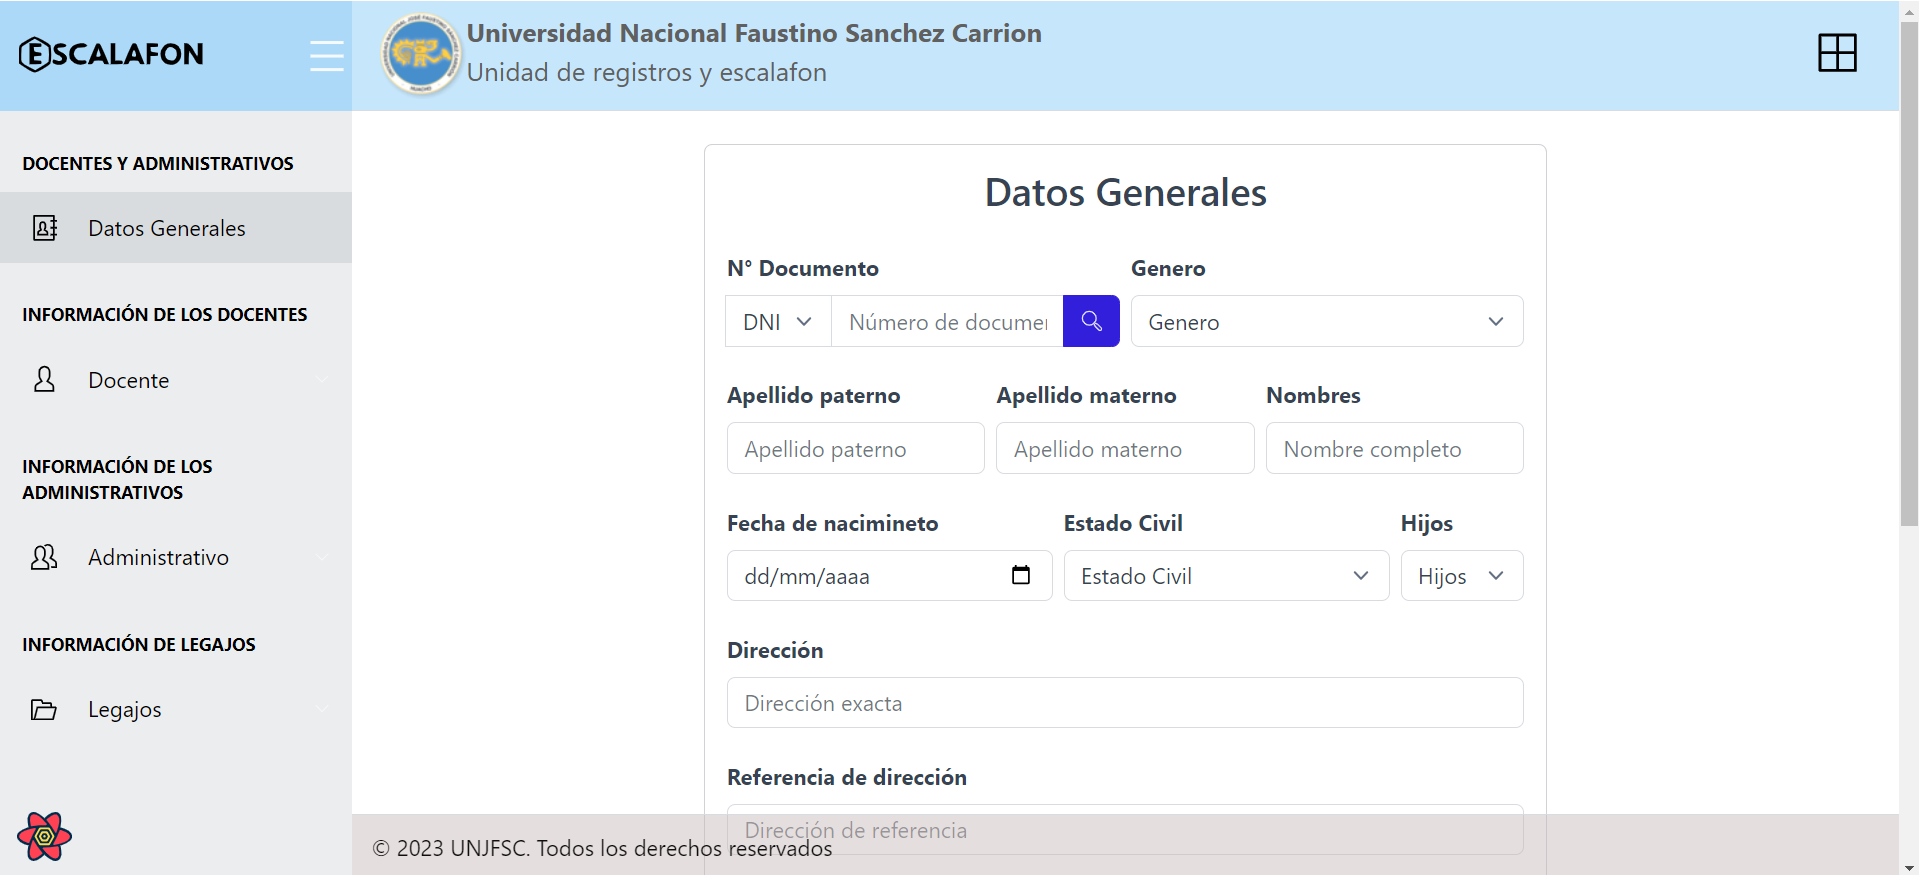 ESCALAFON
Universidad Nacional Faustino Sanchez Carrion
Unidad de registros y escalafon
DOCENTES Y ADMINISTRATIVOS
Datos Generales
INFORMACIÓN DE LOS DOCENTES
Docente
INFORMACIÓN DE LOS
ADMINISTRATIVOS
Administrativo
INFORMACIÓN DE LEGAJOS
Legajos
Datos Generales
N° Documento
Genero
DNI
Número de documen
Genero
Apellido paterno
Apellido materno
Nombres
Apellido paterno
Apellido materno
Nombre completo
Fecha de nacimineto
Estado Civil
Hijos
dd/mm/aaaa
Estado Civil
Hijos
Dirección
Dirección exacta
Referencia de dirección
Dirección de referencia
© 2023 UNJFSC. Todos los derechos reservados